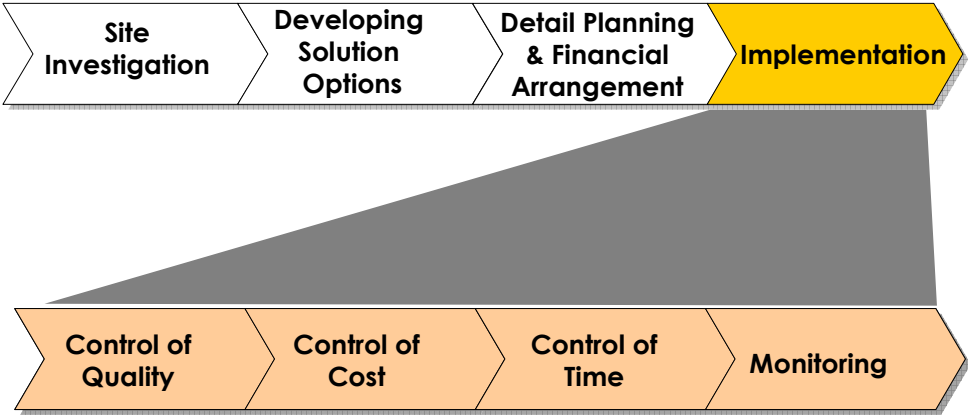 Site
Investigation
Developing
Solution
Options
Detail Planning
& Financial
Arrangement
Implementation
Control of
Quality
Control of
Cost
Control of
Time
Monitoring